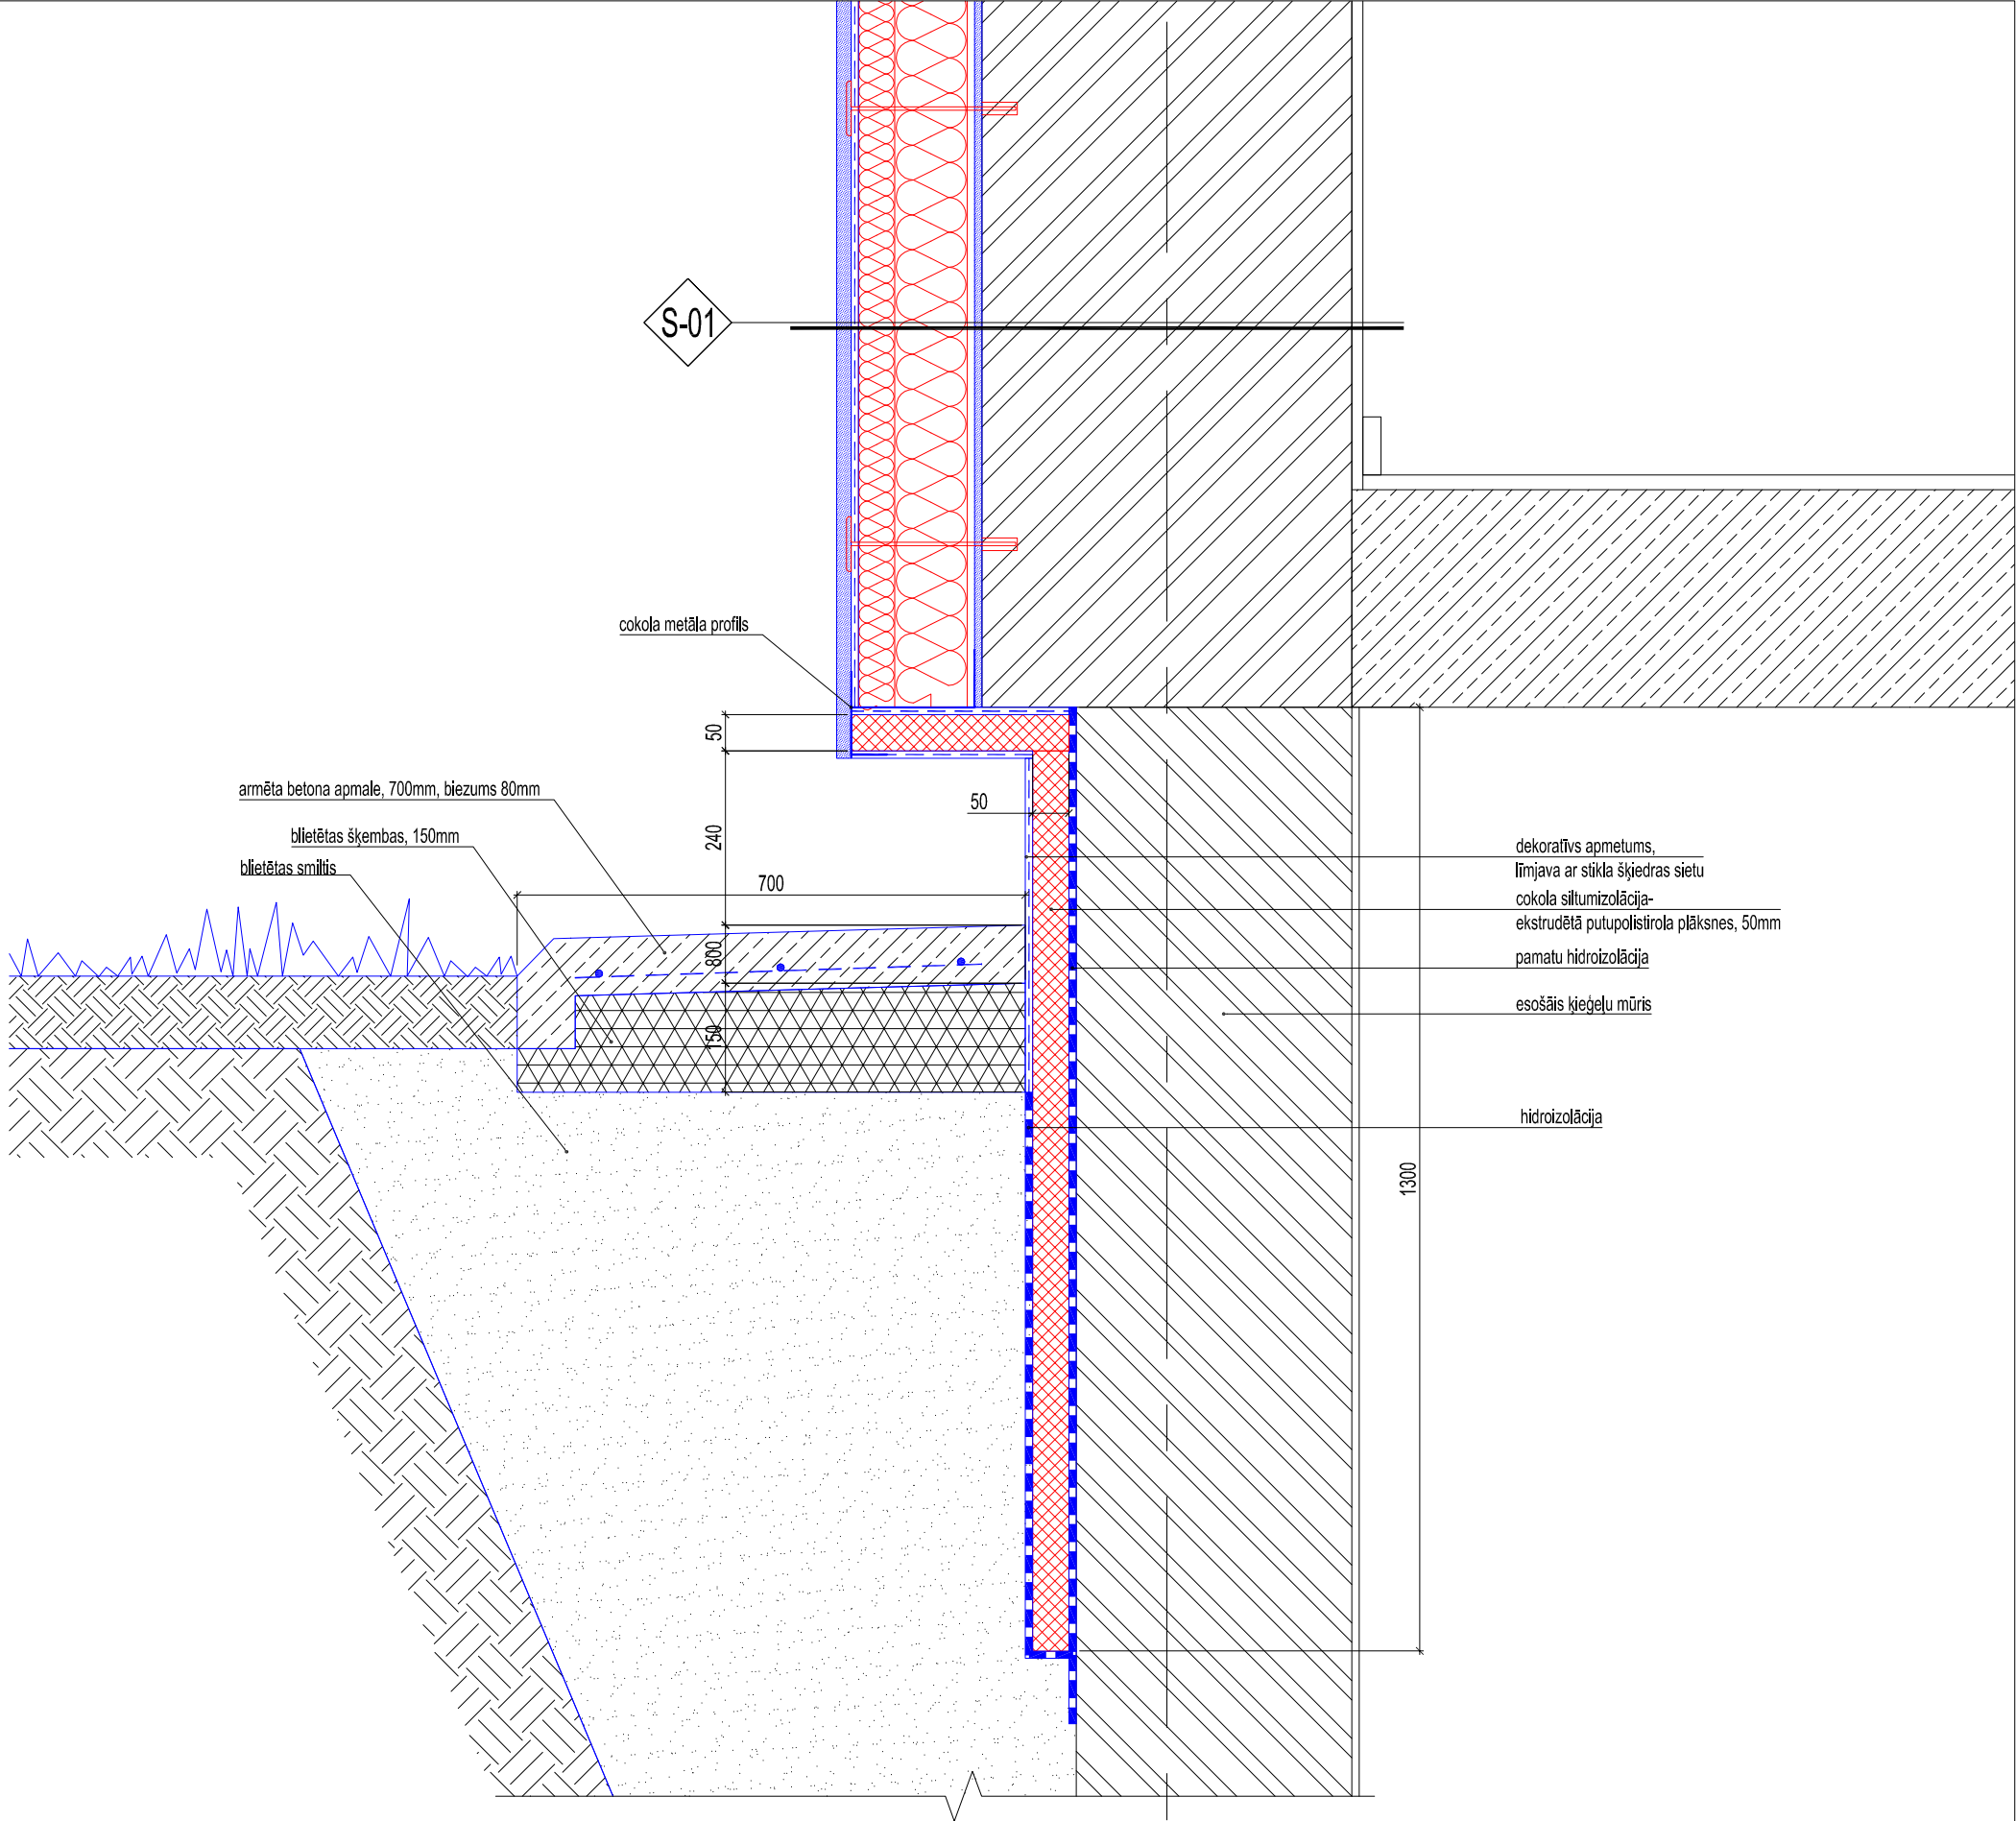 S-01
cokola metāla profils
50
armēta betona apmale, 700mm, biezums 80mm
50
blietētas šķembas, 150mm
240
dekoratīvs apmetums,
līmjava ar stikla šķiedras sietu
blietētas smiltis
700
cokola siltumizolācija-
ekstrudētā putupolistirola plāksnes, 50mm
800
pamatu hidroizolācija
esošāis ķieģeļu mūris
150
hidroizolācija
1300